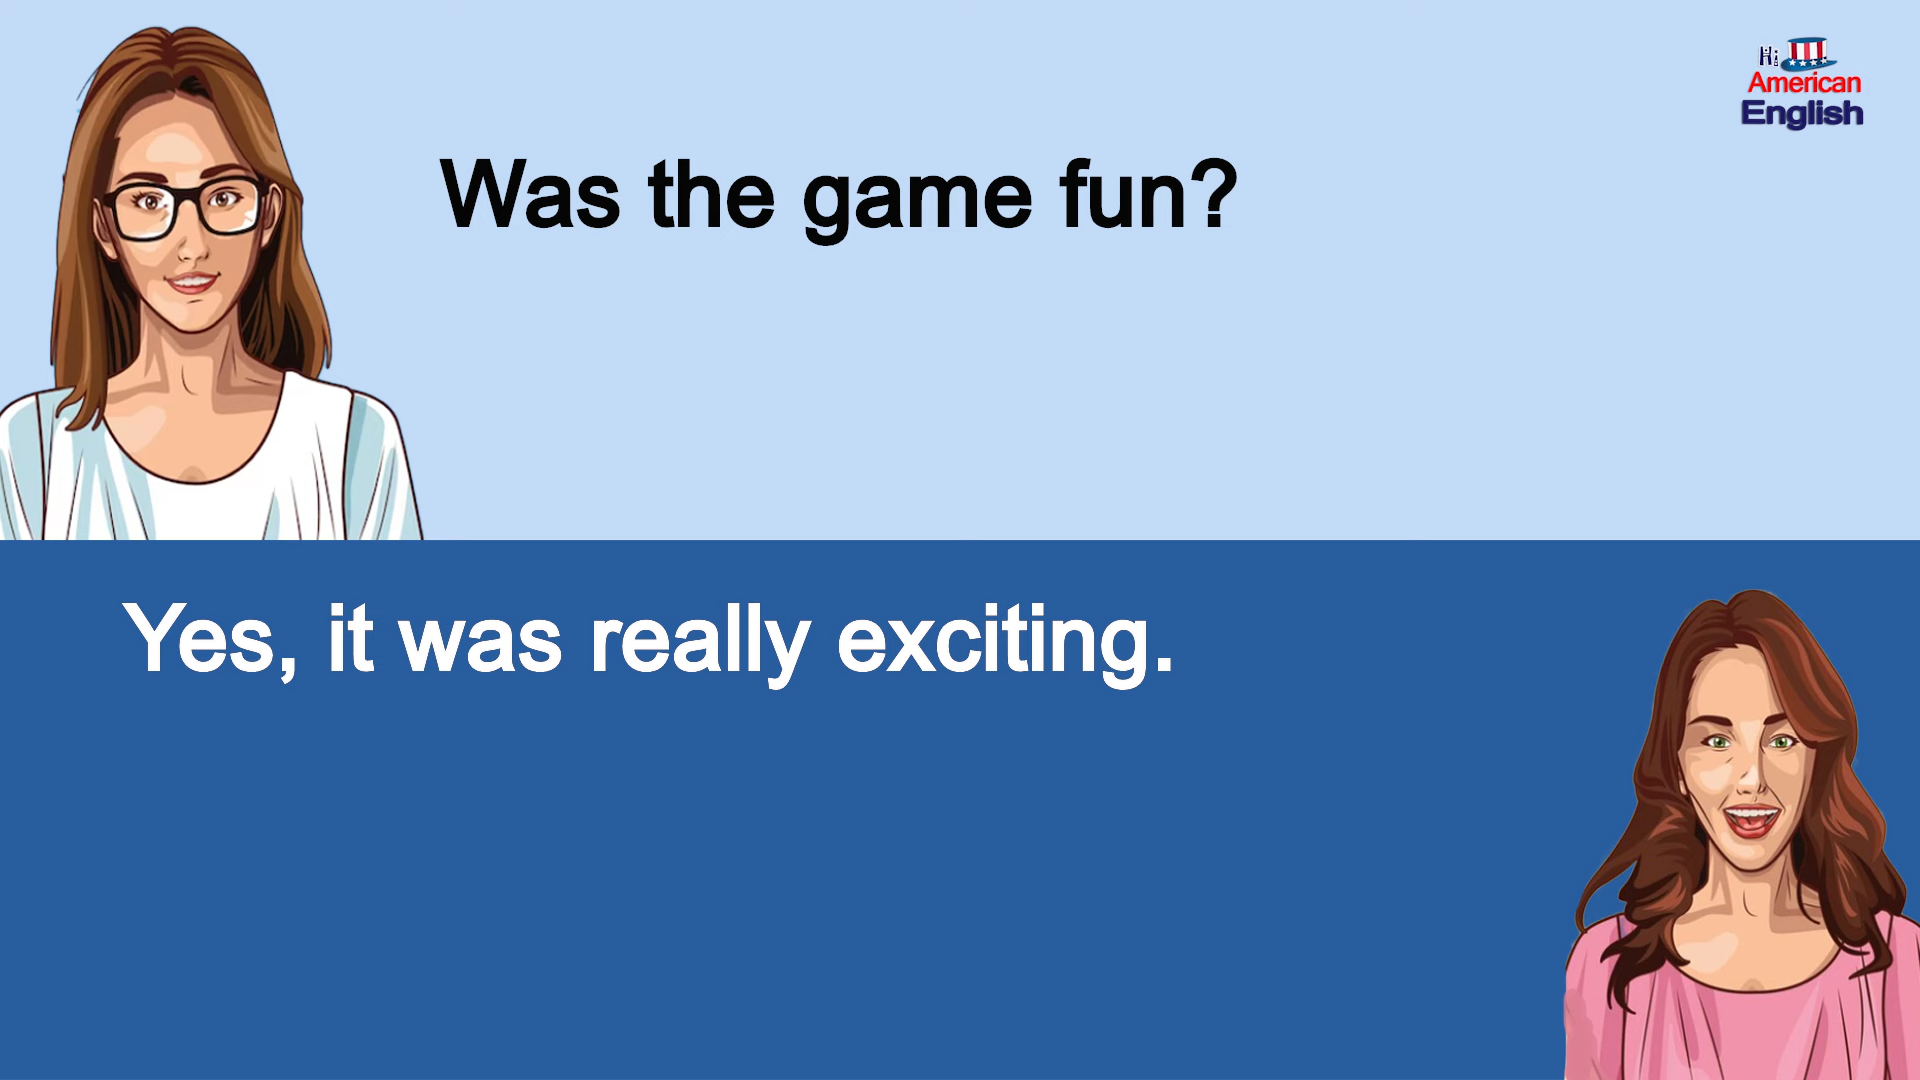 Hi
American
English
Was the game fun?
Yes, it was really exciting.